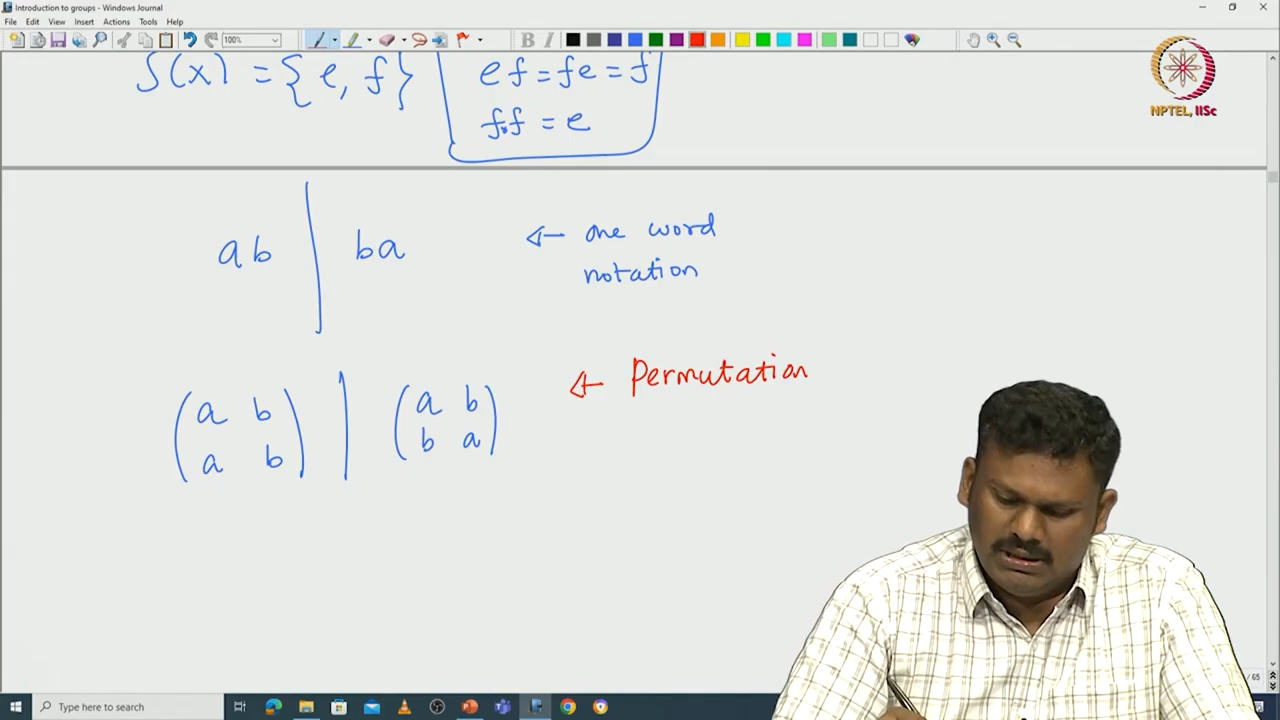 Introduction to groups - Windows Journal
File Edit View Insert Actions Tools Help
100%
B I
S(x) = {e, f}
ef = fe = f
f.f = e
NPTEL, IISc
ab | ba ← one word
notation
(a b | (a b ← Permutation
a b) | b a)
/ 65
Type here to search